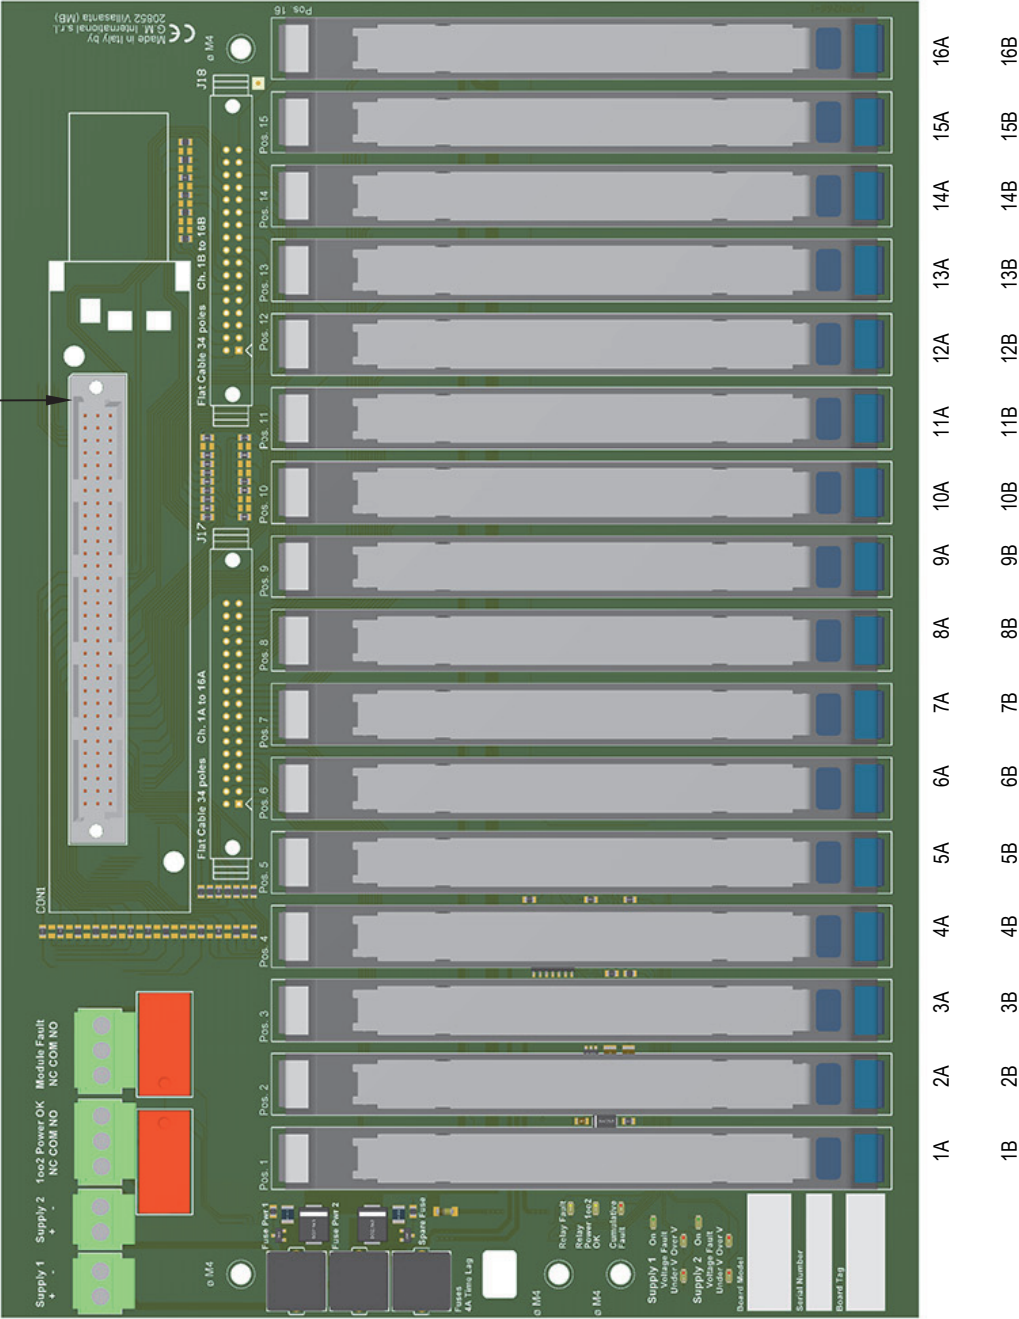 Made in Italy by
G.M. International s.r.l.
20852 Villasanta (MB)
CE
ø M4
Pos. 16
J18
Pos. 15
Pos. 14
Pos. 13
Pos. 12
Pos. 11
Pos. 10
Pos. 9
Pos. 8
Pos. 7
Pos. 6
Pos. 5
Pos. 4
Pos. 3
Pos. 2
Pos. 1
Flat Cable 34 poles Ch. 1B to 16B
J17
Flat Cable 34 poles Ch. 1A to 16A
CON1
Module Fault
NC COM NO
1oo2 Power OK
NC COM NO
Supply 2
+ -
Supply 1
+ -
ø M4
Fuse Pwr 1
Fuse Pwr 2
Spare Fuse
Fuses
4A Time Lag
ø M4
ø M4
Relay Fault
Relay
Power 1oo2
OK
Cumulative
Fault
Supply 1 On
Voltage Fault
Under V Over V
Supply 2 On
Voltage Fault
Under V Over V
Board Model
Serial Number
Board Tag
16A 16B
15A 15B
14A 14B
13A 13B
12A 12B
11A 11B
10A 10B
9A 9B
8A 8B
7A 7B
6A 6B
5A 5B
4A 4B
3A 3B
2A 2B
1A 1B